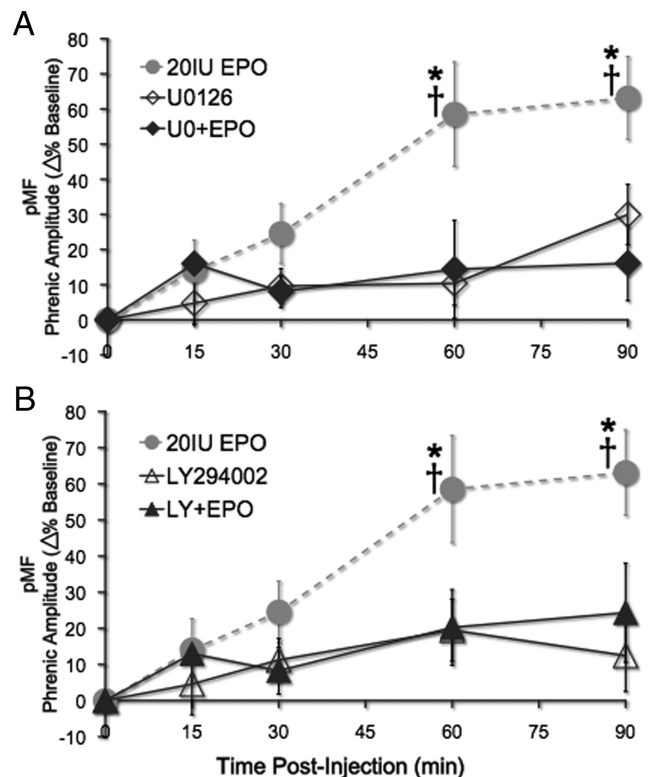 A
pMF
Phrenic Amplitude (△% Baseline)
80
70
60
50
40
30
20
10
0
-10
20IU EPO
U0126
U0+EPO
*
†
*
†
0 15 30 45 60 75 90
B
pMF
Phrenic Amplitude (△% Baseline)
80
70
60
50
40
30
20
10
0
-10
20IU EPO
LY294002
LY+EPO
*
†
*
†
0 15 30 45 60 75 90
Time Post-Injection (min)